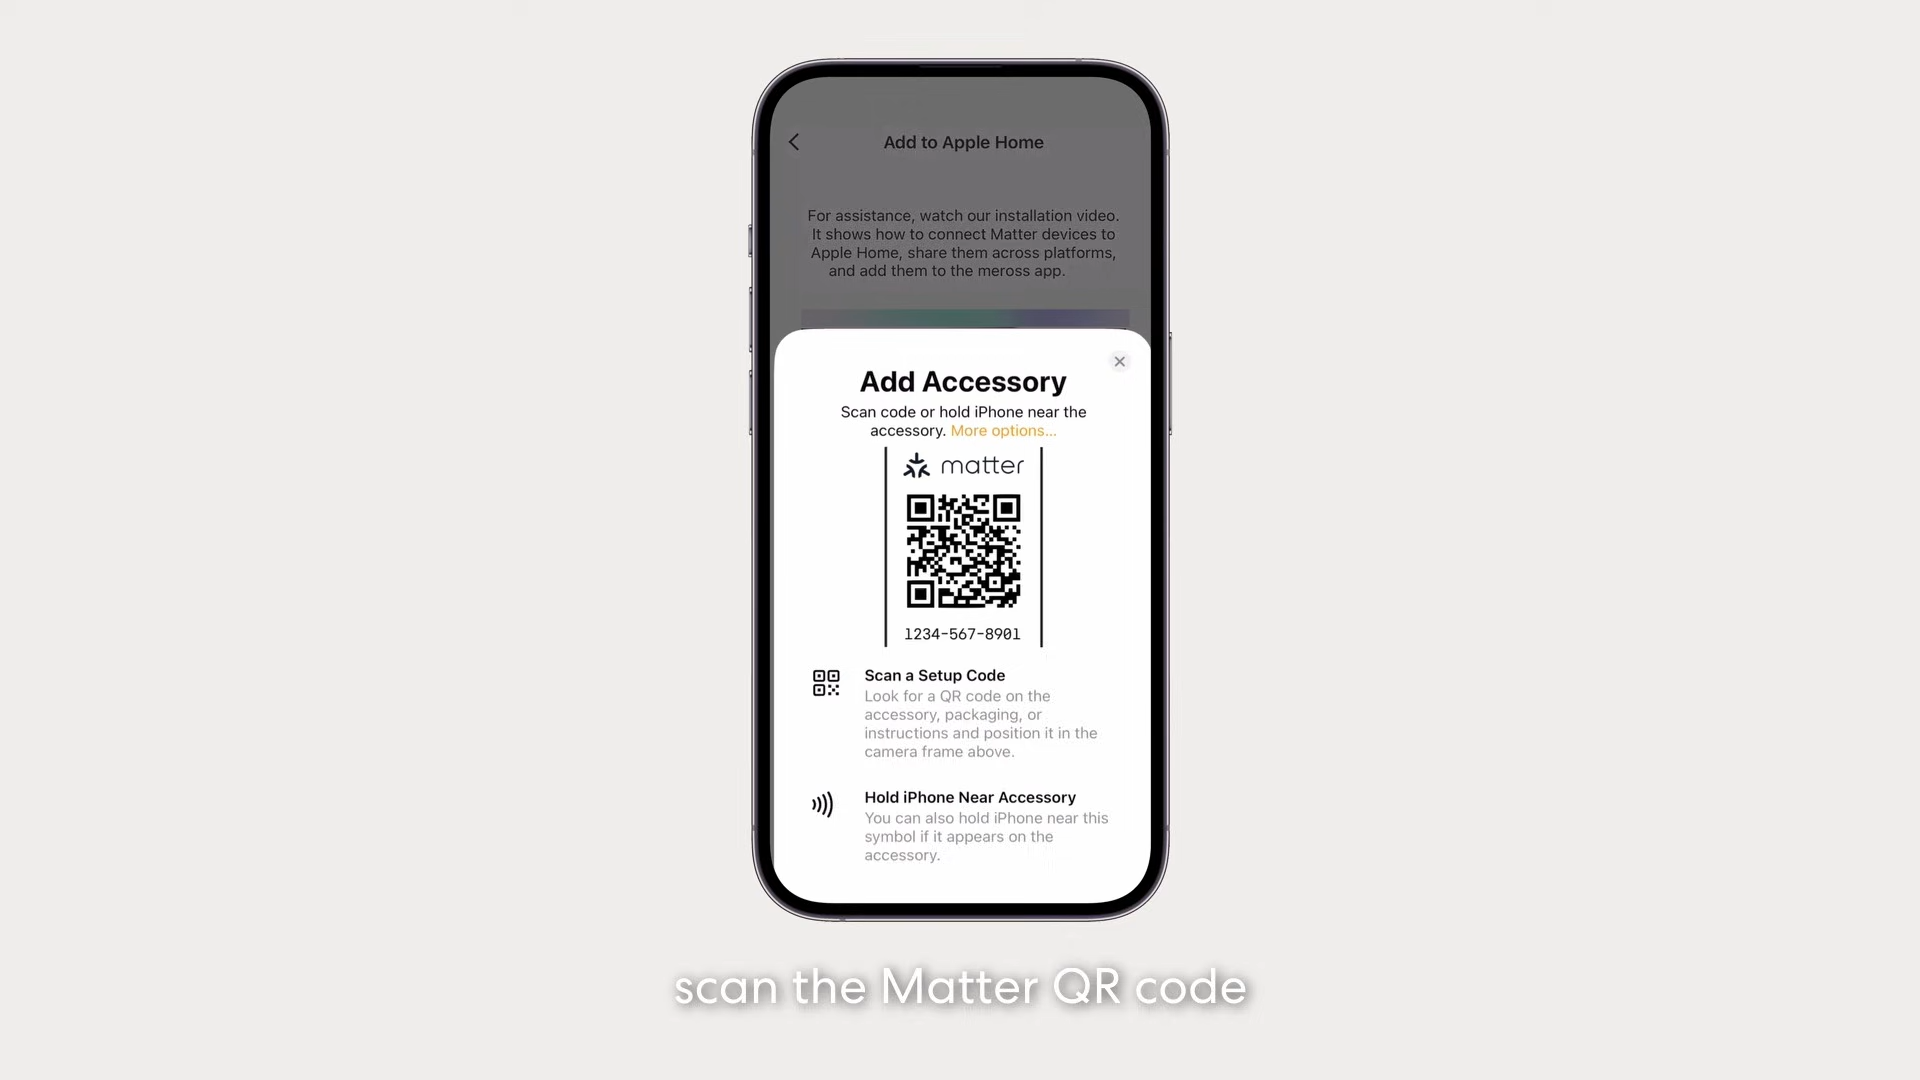 Add to Apple Home
For assistance, watch our installation video.
It shows how to connect Matter devices to
Apple Home, share them across platforms,
and add them to the meross app.
Add Accessory
Scan code or hold iPhone near the
accessory. More options...
matter
1234-567-8901
Scan a Setup Code
Look for a QR code on the
accessory, packaging, or
instructions and position it in the
camera frame above.
Hold iPhone Near Accessory
You can also hold iPhone near this
symbol if it appears on the
accessory.
scan the Matter QR code